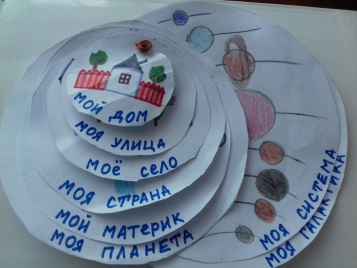 МОЙ ДОМ
МОЯ УЛИЦА
МОЁ СЕЛО
МОЯ СТРАНА
МОЙ МАТЕРИК
МОЯ ПЛАНЕТА
МОЯ СИСТЕМА
МОЯ ГАЛАКТИКА